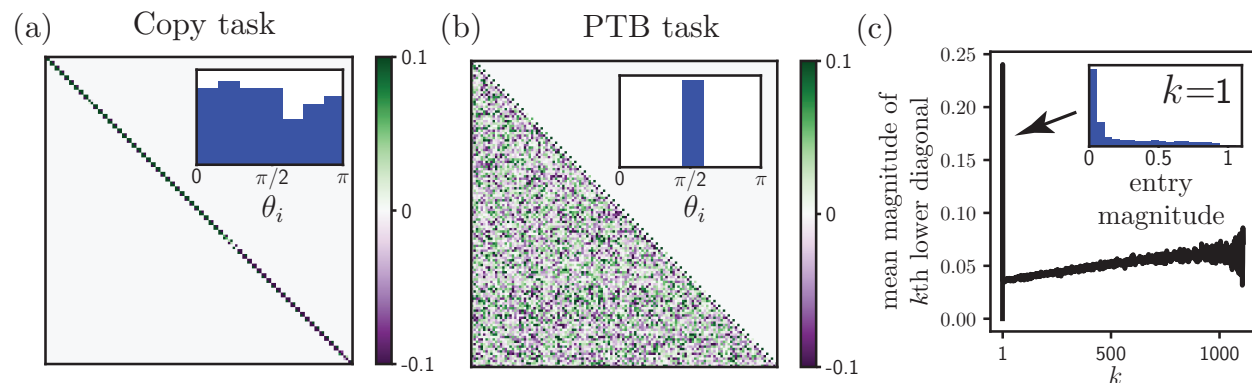 (a)
Copy task
0.1
0
-0.1
0
π/2
π
θi
(b)
PTB task
0.1
0
-0.1
0
π/2
π
θi
(c)
mean magnitude of
kth lower diagonal
0.25
0.20
0.15
0.10
0.05
0.00
1
500
1000
k
k=1
0
0.5
1
entry
magnitude